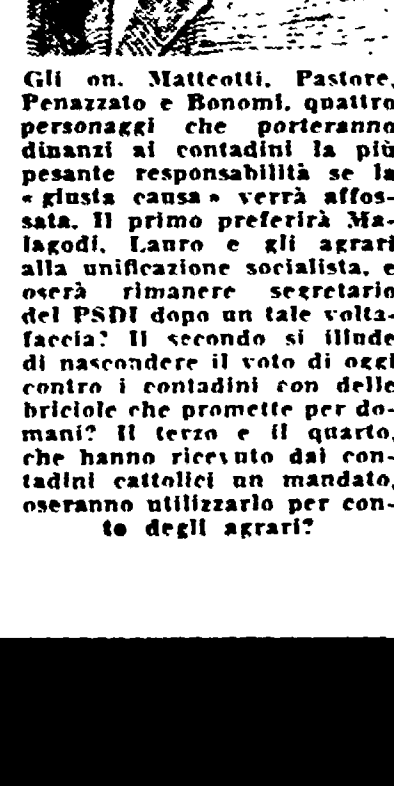 Gli on. Matteotti, Pastore,
Penazzato e Bonomi, quattro
personaggi che porteranno
dinanzi ai contadini la più
pesante responsabilità se la
« giusta causa » verrà affos-
sata. Il primo preferirà Ma-
lagodi, Lauro e gli agrari
alla unificazione socialista, e
oserà rimanere segretario
del PSDI dopo un tale volta-
faccia? Il secondo si illude
di nascondere il voto di oggi
contro i contadini con delle
briciole che promette per do-
mani? Il terzo e il quarto,
che hanno ricevuto dai con-
tadini cattolici un mandato,
oseranno utilizzarlo per con-
to degli agrari?